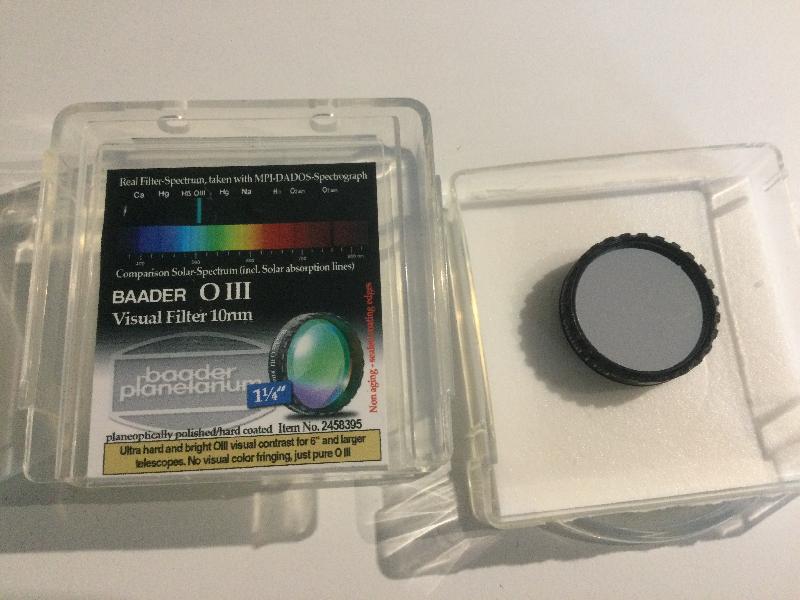 Real Filter-Spectrum, taken with MPI-DADOS-Spectrograph
Ca Hg Hß OIII Hg Na
Comparison Solar-Spectrum (incl. Solar absorption lines)
BAADER O III
Visual Filter 10nm
baader
planetarium
1¼"
Non aging - sealed coating edges
planeoptically polished/hard coated Item No. 2458395
Ultra hard and bright OIII visual contrast for 6" and larger
telescopes. No visual color fringing, just pure O III